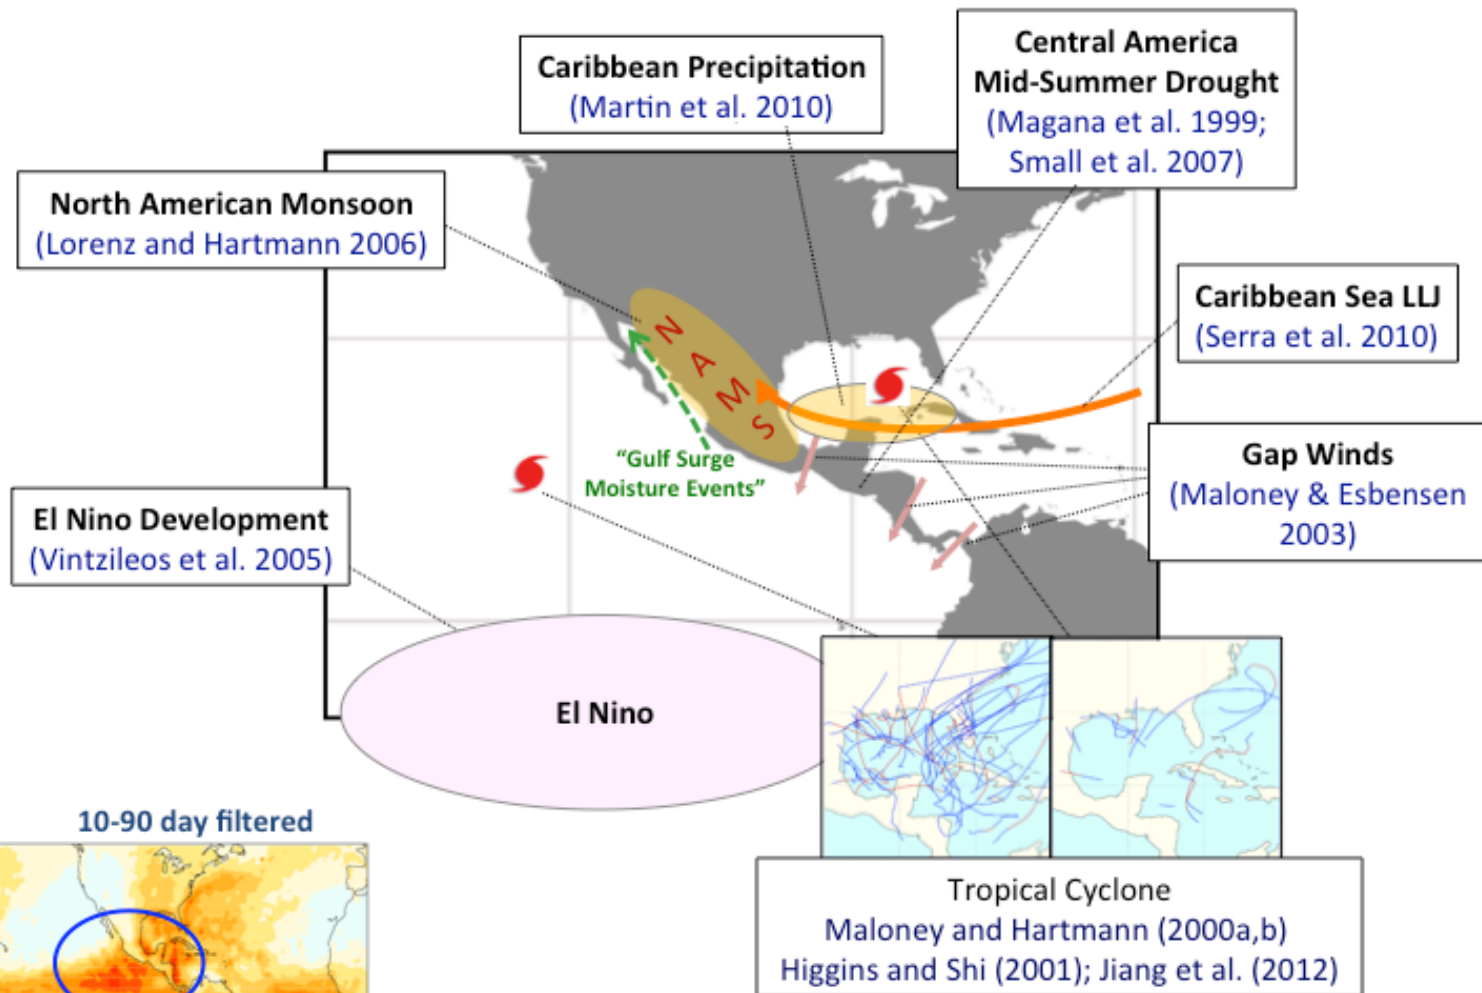 Caribbean Precipitation
(Martin et al. 2010)
Central America
Mid-Summer Drought
(Magana et al. 1999;
Small et al. 2007)
North American Monsoon
(Lorenz and Hartmann 2006)
Caribbean Sea LLJ
(Serra et al. 2010)
N
A
M
S
"Gulf Surge
Moisture Events"
Gap Winds
(Maloney & Esbensen
2003)
El Nino Development
(Vintzileos et al. 2005)
El Nino
10-90 day filtered
Tropical Cyclone
Maloney and Hartmann (2000a,b)
Higgins and Shi (2001); Jiang et al. (2012)